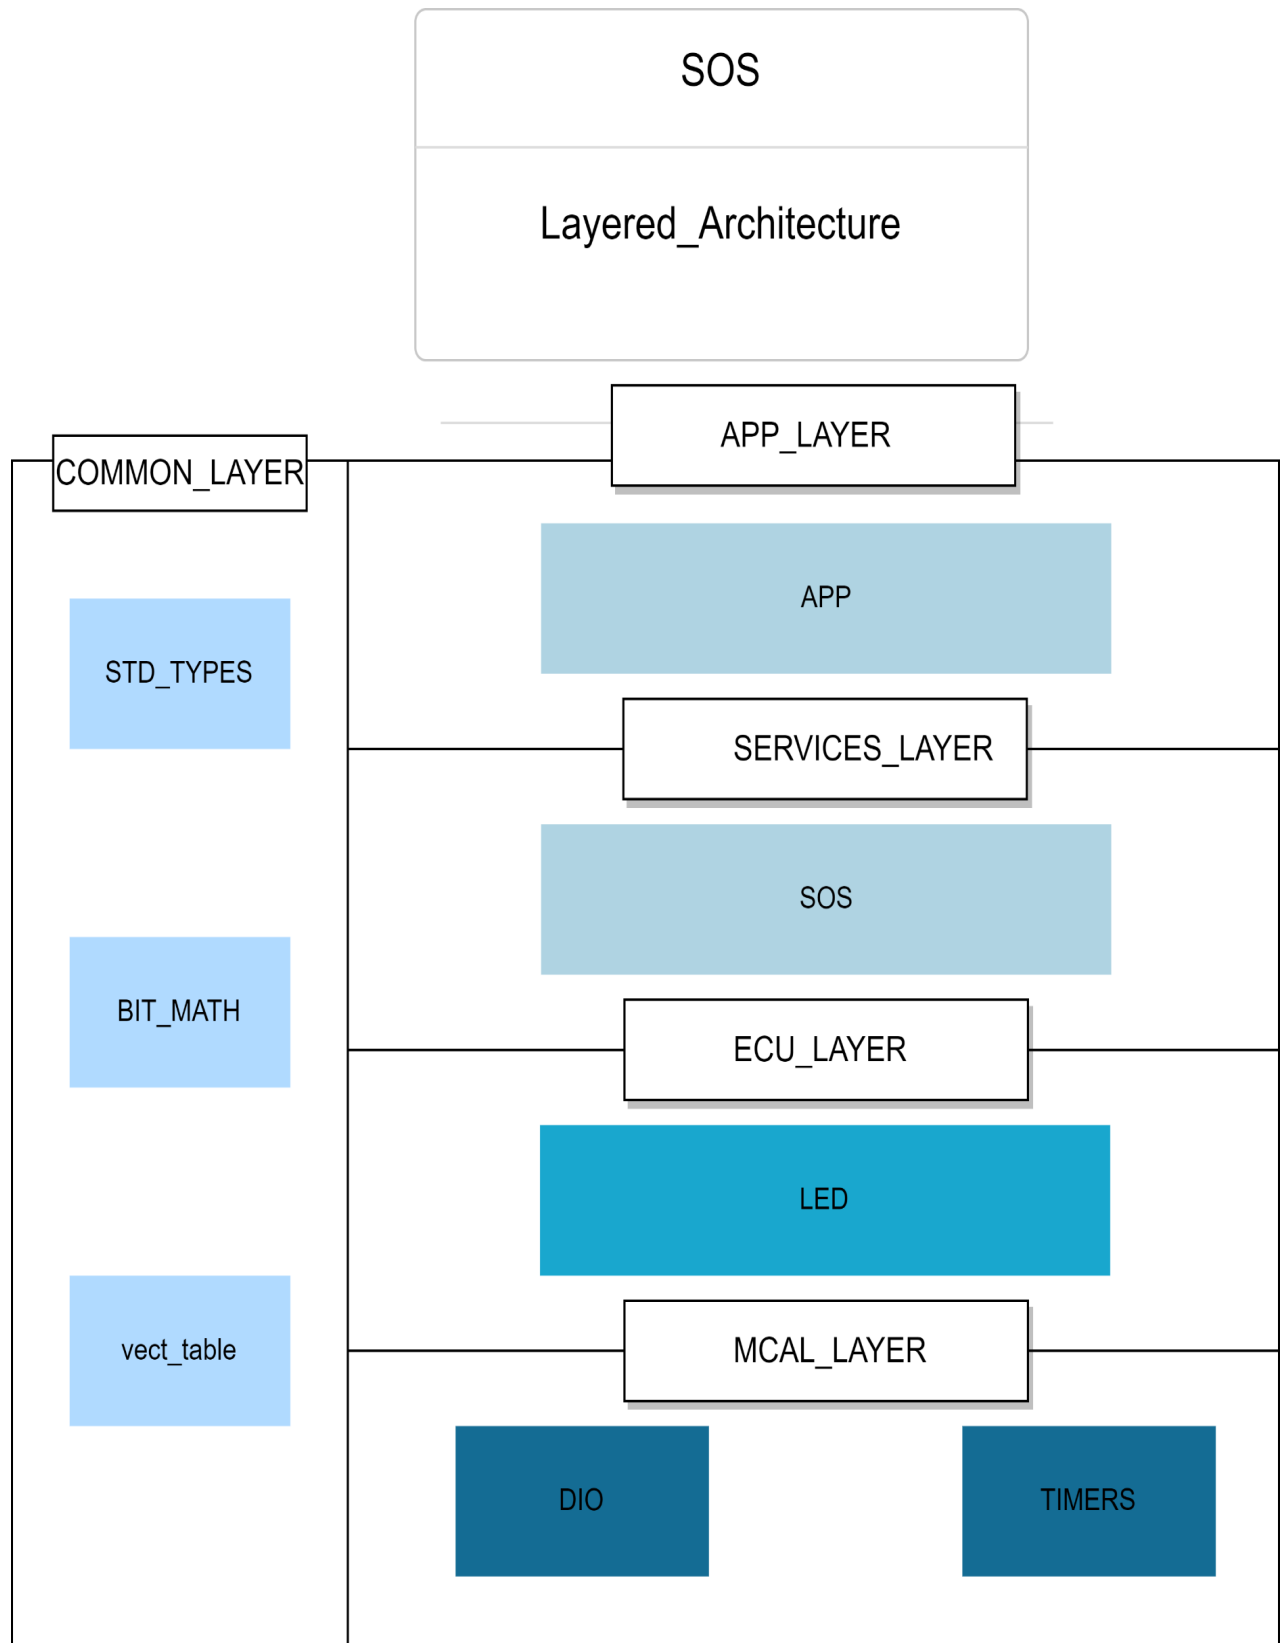 SOS
Layered_Architecture
APP_LAYER
COMMON_LAYER
APP
STD_TYPES
SERVICES_LAYER
SOS
BIT_MATH
ECU_LAYER
LED
vect_table
MCAL_LAYER
DIO
TIMERS